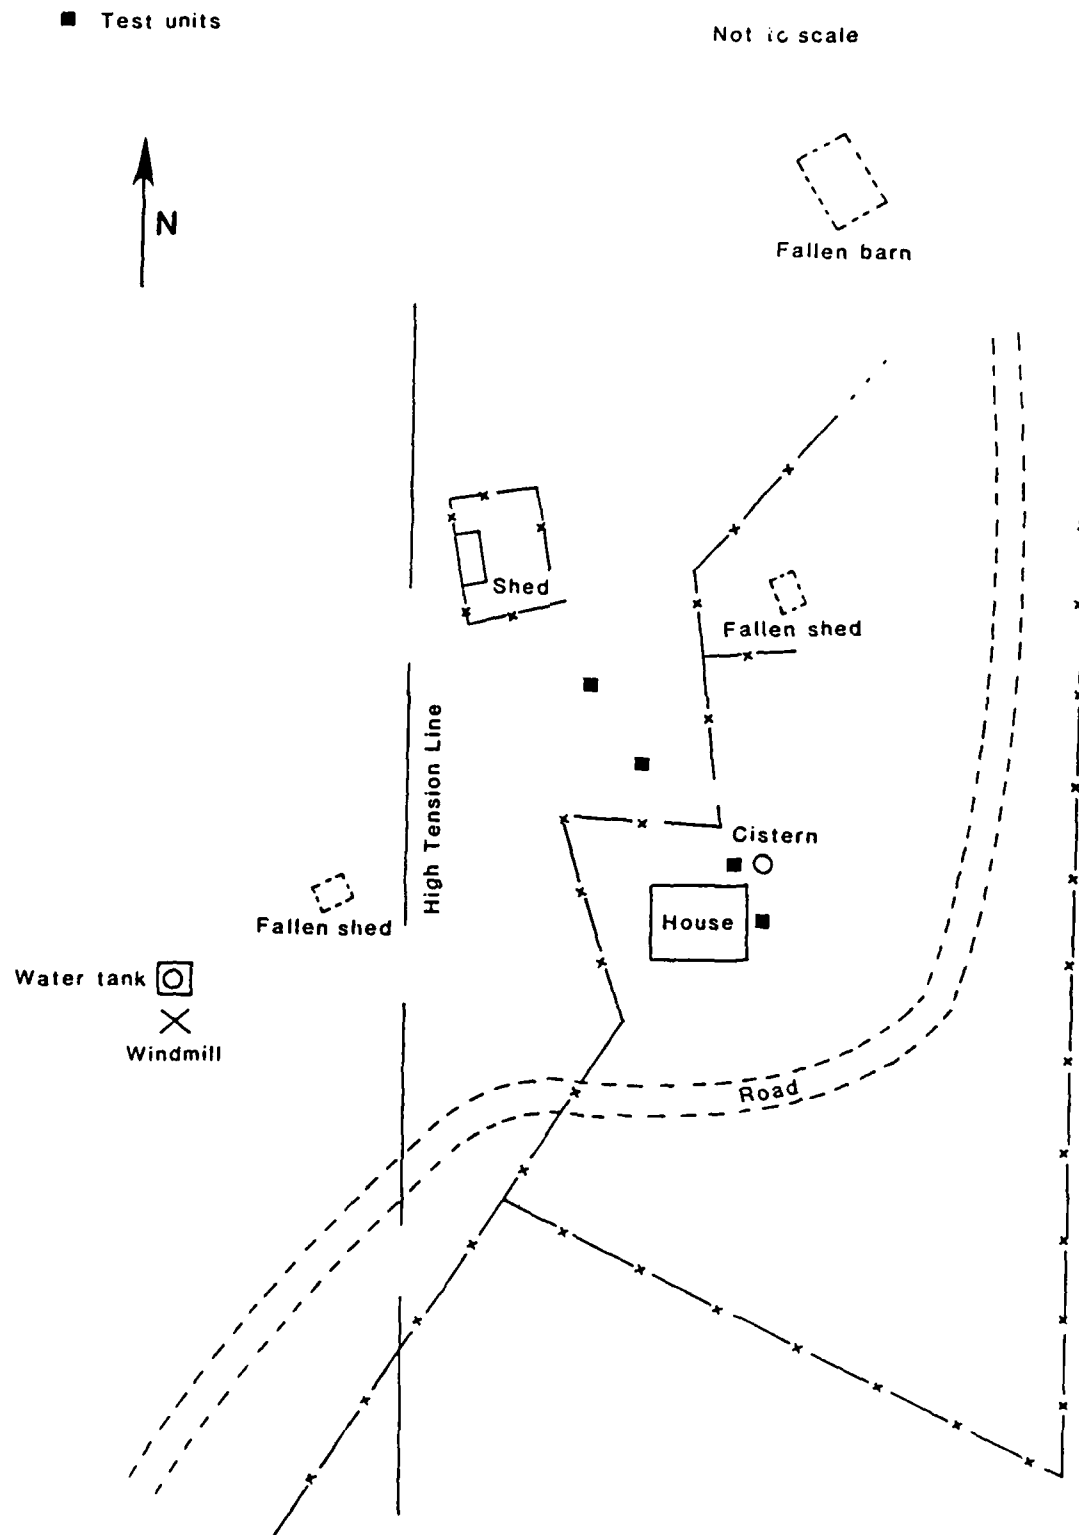 Test units
Not to scale
N
Fallen barn
Shed
Fallen shed
High Tension Line
Cistern
House
Fallen shed
Water tank
Windmill
Road